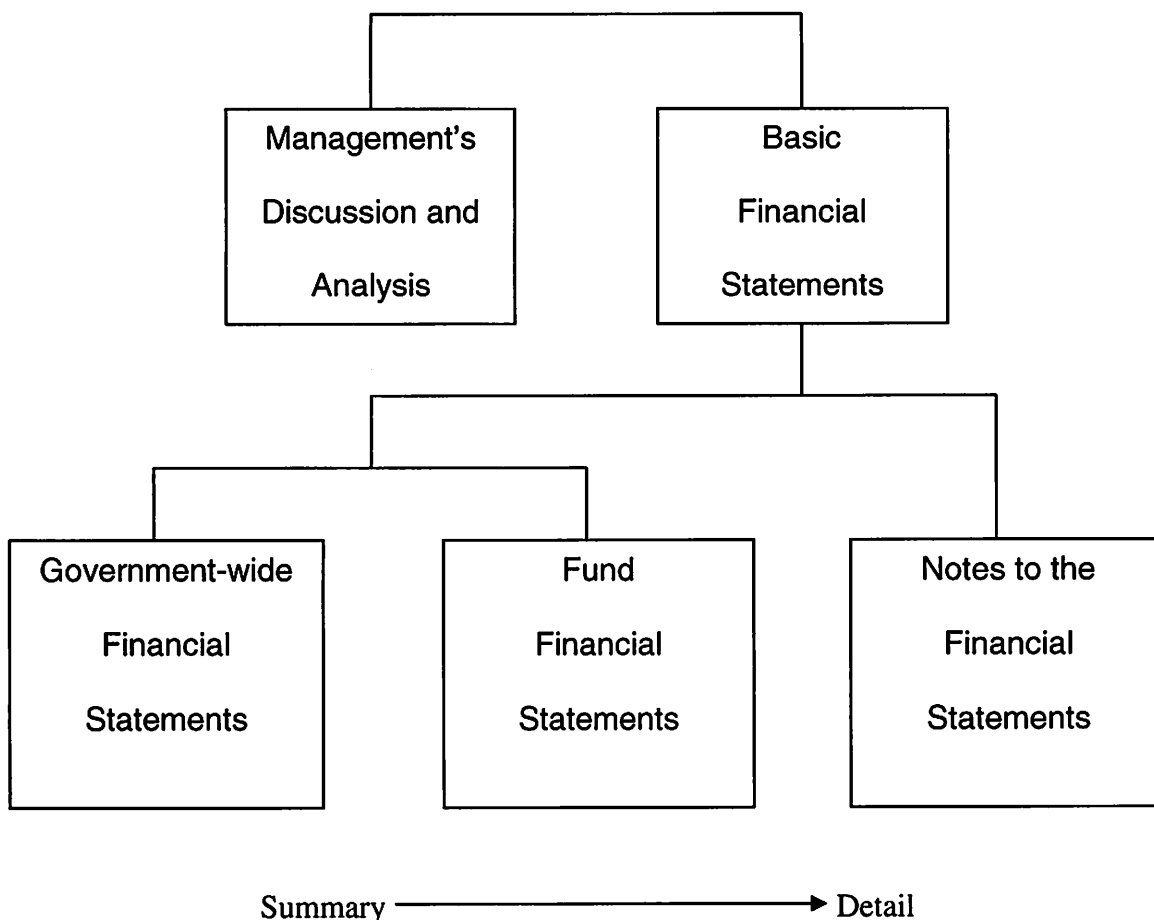 Management's
Discussion and
Analysis
Basic
Financial
Statements
Government-wide
Financial
Statements
Fund
Financial
Statements
Notes to the
Financial
Statements
Summary Detail